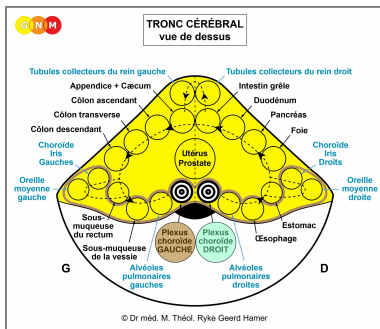 G N M
TRONC CÉRÉBRAL
vue de dessus
Tubules collecteurs du rein gauche
Tubules collecteurs du rein droit
Appendice + Cæcum
Intestin grêle
Côlon ascendant
Duodénum
Côlon transverse
Pancréas
Côlon descendant
Foie
Choroïde
Iris
Gauches
Utérus
Prostate
Choroïde
Iris
Droits
Oreille
moyenne
gauche
Oreille
moyenne
droite
Sous-
muqueuse
du rectum
Estomac
Sous-muqueuse
de la vessie
Plexus
choroïde
GAUCHE
Plexus
choroïde
DROIT
Œsophage
Alvéoles
pulmonaires
gauches
Alvéoles
pulmonaires
droites
G
D
© Dr méd. M. Théol. Ryke Geerd Hamer